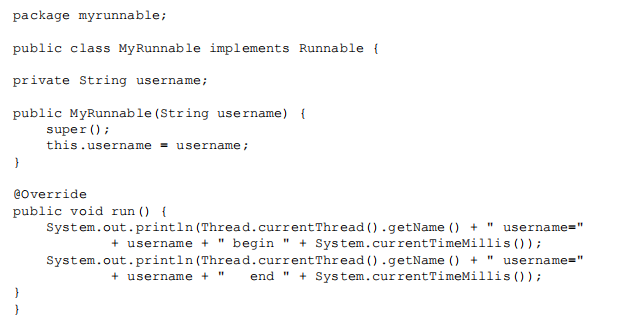 package myrunnable;
public class MyRunnable implements Runnable {
private String username;
public MyRunnable(String username) {
    super();
    this.username = username;
}
@Override
public void run() {
    System.out.println(Thread.currentThread().getName() + " username="
            + username + " begin " + System.currentTimeMillis());
    System.out.println(Thread.currentThread().getName() + " username="
            + username + "   end " + System.currentTimeMillis());
}
}